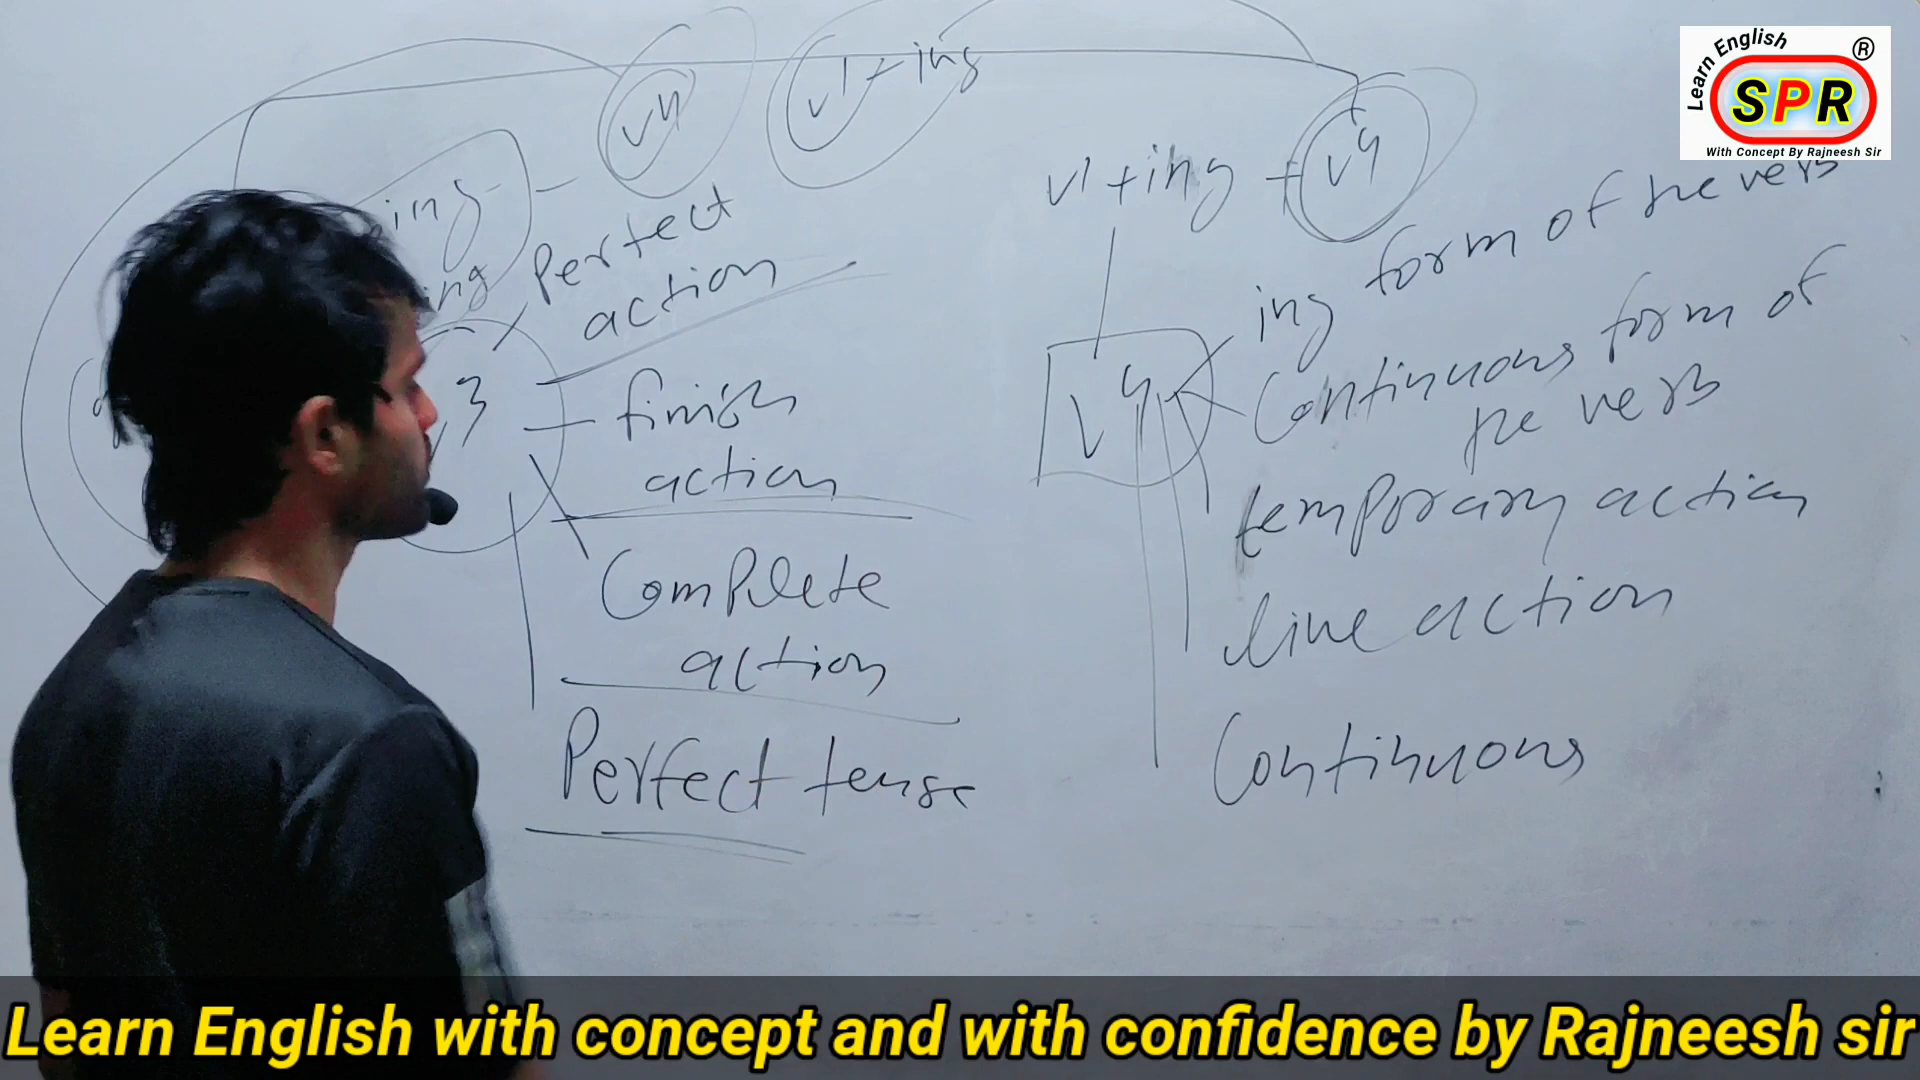 v4
v1 + ing
ing
ing
Perfect
action
v3
finish
action
Complete
action
Perfect tense
v1 + ing + v4
v4
ing form of the verb
Continuous form of
the verb
temporary action
live action
Continuous
Learn English
SPR®
With Concept By Rajneesh Sir
Learn English with concept and with confidence by Rajneesh sir